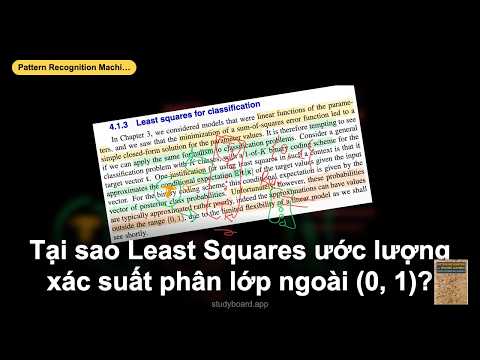 Pattern Recognition Machi...
4.1.3 Least squares for classification
In Chapter 3, we considered models that were linear functions of the parame-
ters, and we saw that the minimization of a sum-of-squares error function led to a
simple closed-form solution for the parameter values. It is therefore tempting to see
if we can apply the same formalism to classification problems. Consider a general
classification problem with K classes, with a 1-of-K binary coding scheme for the
target vector t. One justification for using least squares in such a context is that it
approximates the conditional expectation of the target values given the input
vector. For the binary coding scheme, this conditional expectation is given by the
vector of posterior class probabilities. Unfortunately, however, these probabilities
are typically approximated rather poorly, indeed the approximations can have values
outside the range (0, 1), due to the limited flexibility of a linear model as we shall
see shortly.
Tại sao Least Squares ước lượng
xác suất phân lớp ngoài (0, 1)?
studyboard.app